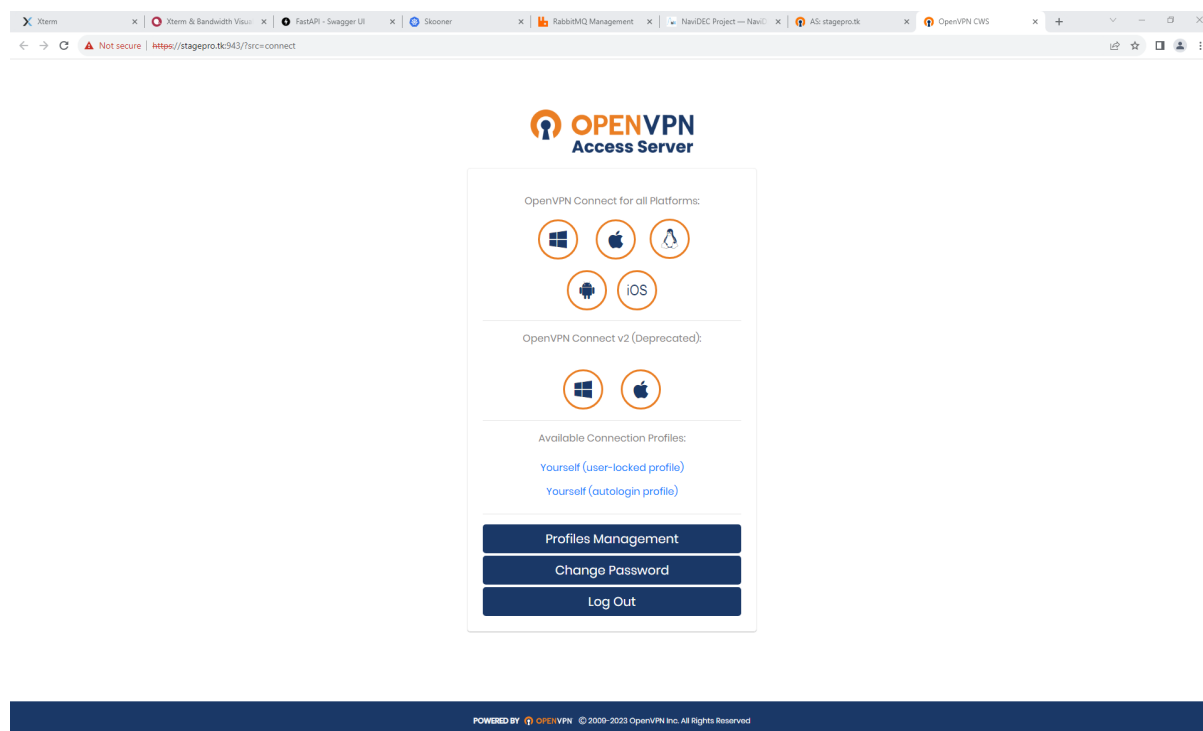 Xterm
Xterm & Bandwidth Visua
FastAPI - Swagger UI
Skooner
RabbitMQ Management
NaviDEC Project — NaviD
AS: stagepro.tk
OpenVPN CWS
Not secure | https://stagepro.tk:943/?src=connect
OPENVPN
Access Server
OpenVPN Connect for all Platforms:
iOS
OpenVPN Connect v2 (Deprecated):
Available Connection Profiles:
Yourself (user-locked profile)
Yourself (autologin profile)
Profiles Management
Change Password
Log Out
POWERED BY OPENVPN © 2009-2023 OpenVPN Inc. All Rights Reserved